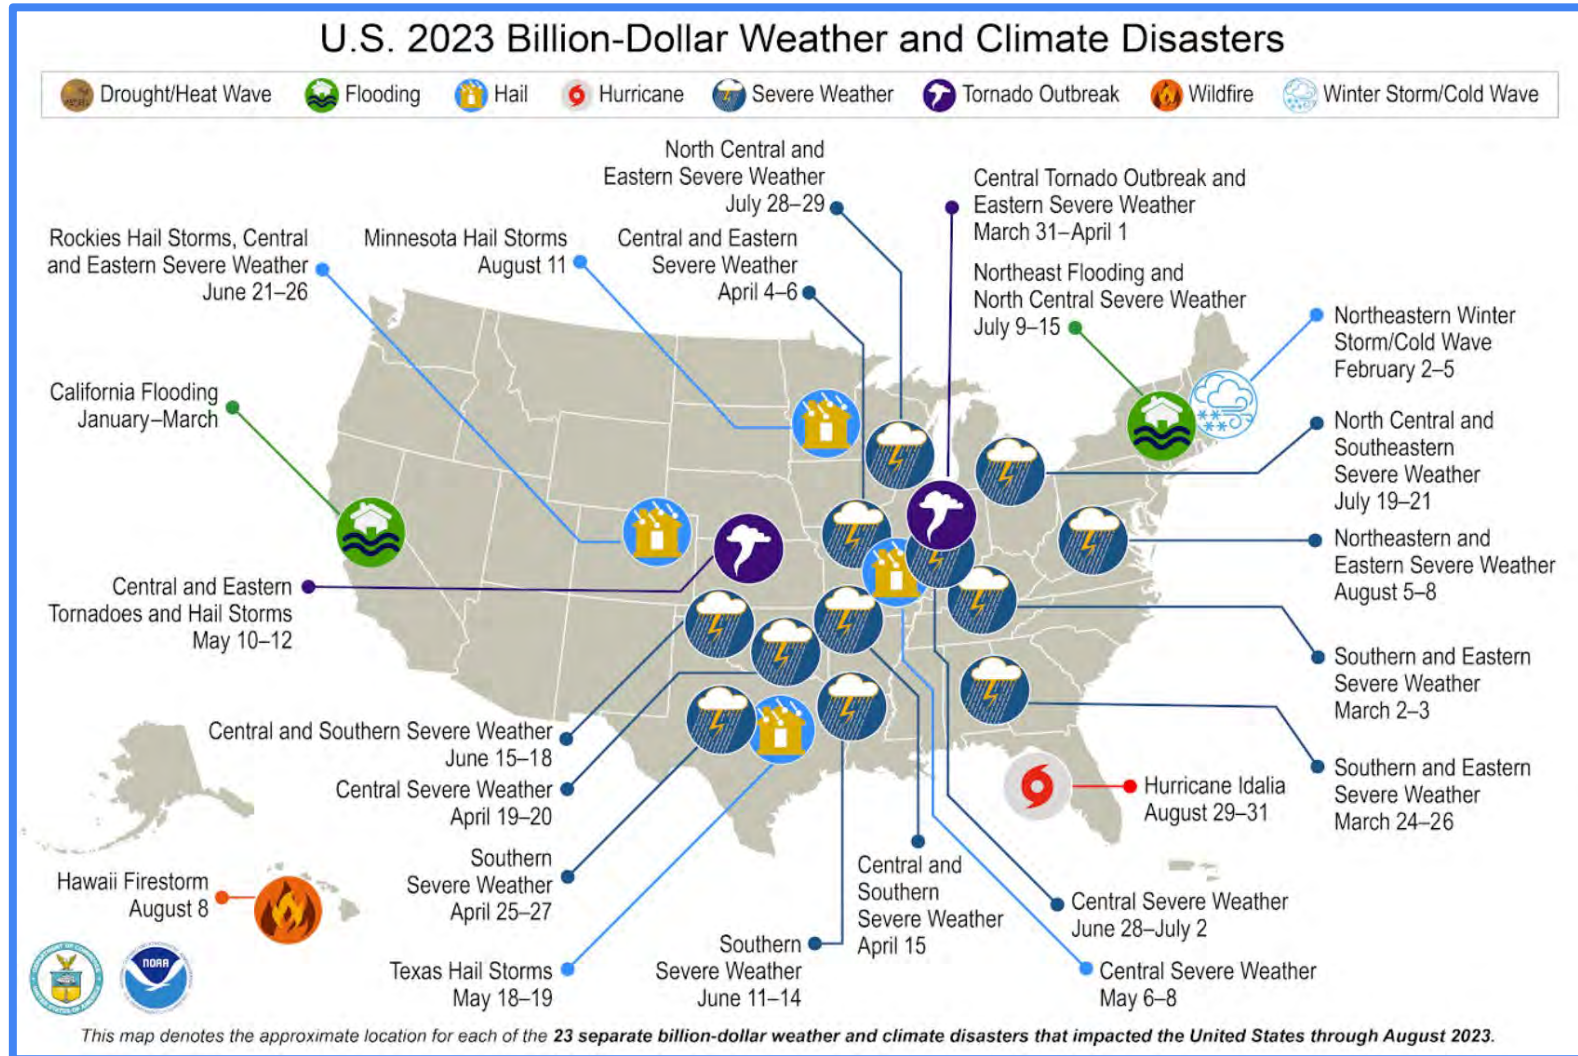 U.S. 2023 Billion-Dollar Weather and Climate Disasters
Drought/Heat Wave
Flooding
Hail
Hurricane
Severe Weather
Tornado Outbreak
Wildfire
Winter Storm/Cold Wave
North Central and
Eastern Severe Weather
July 28–29
Central Tornado Outbreak and
Eastern Severe Weather
March 31–April 1
Rockies Hail Storms, Central
and Eastern Severe Weather
June 21–26
Minnesota Hail Storms
August 11
Central and Eastern
Severe Weather
April 4–6
Northeast Flooding and
North Central Severe Weather
July 9–15
Northeastern Winter
Storm/Cold Wave
February 2–5
California Flooding
January–March
North Central and
Southeastern
Severe Weather
July 19–21
Northeastern and
Eastern Severe Weather
August 5–8
Central and Eastern
Tornadoes and Hail Storms
May 10–12
Southern and Eastern
Severe Weather
March 2–3
Central and Southern Severe Weather
June 15–18
Southern and Eastern
Severe Weather
March 24–26
Central Severe Weather
April 19–20
Hurricane Idalia
August 29–31
Southern
Severe Weather
April 25–27
Central and
Southern
Severe Weather
April 15
Hawaii Firestorm
August 8
Central Severe Weather
June 28–July 2
Southern
Severe Weather
June 11–14
Texas Hail Storms
May 18–19
Central Severe Weather
May 6–8
NOAA
This map denotes the approximate location for each of the 23 separate billion-dollar weather and climate disasters that impacted the United States through August 2023.